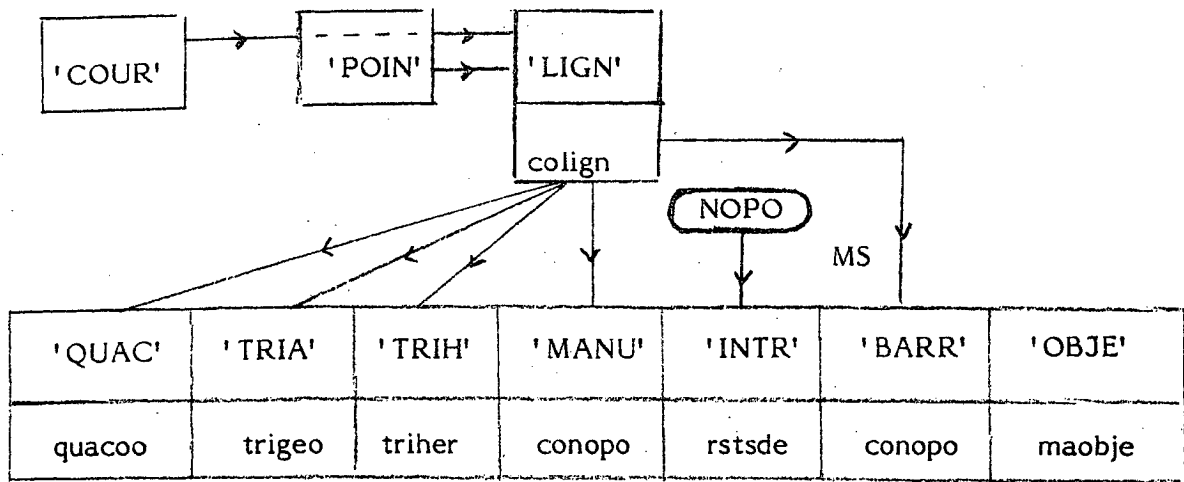 'COUR' 'POIN' 'LIGN'
colign
NOPO
MS
'QUAC' 'TRIA' 'TRIH' 'MANU' 'INTR' 'BARR' 'OBJE'
quacoo trigeo triher conopo rstsde conopo maobje